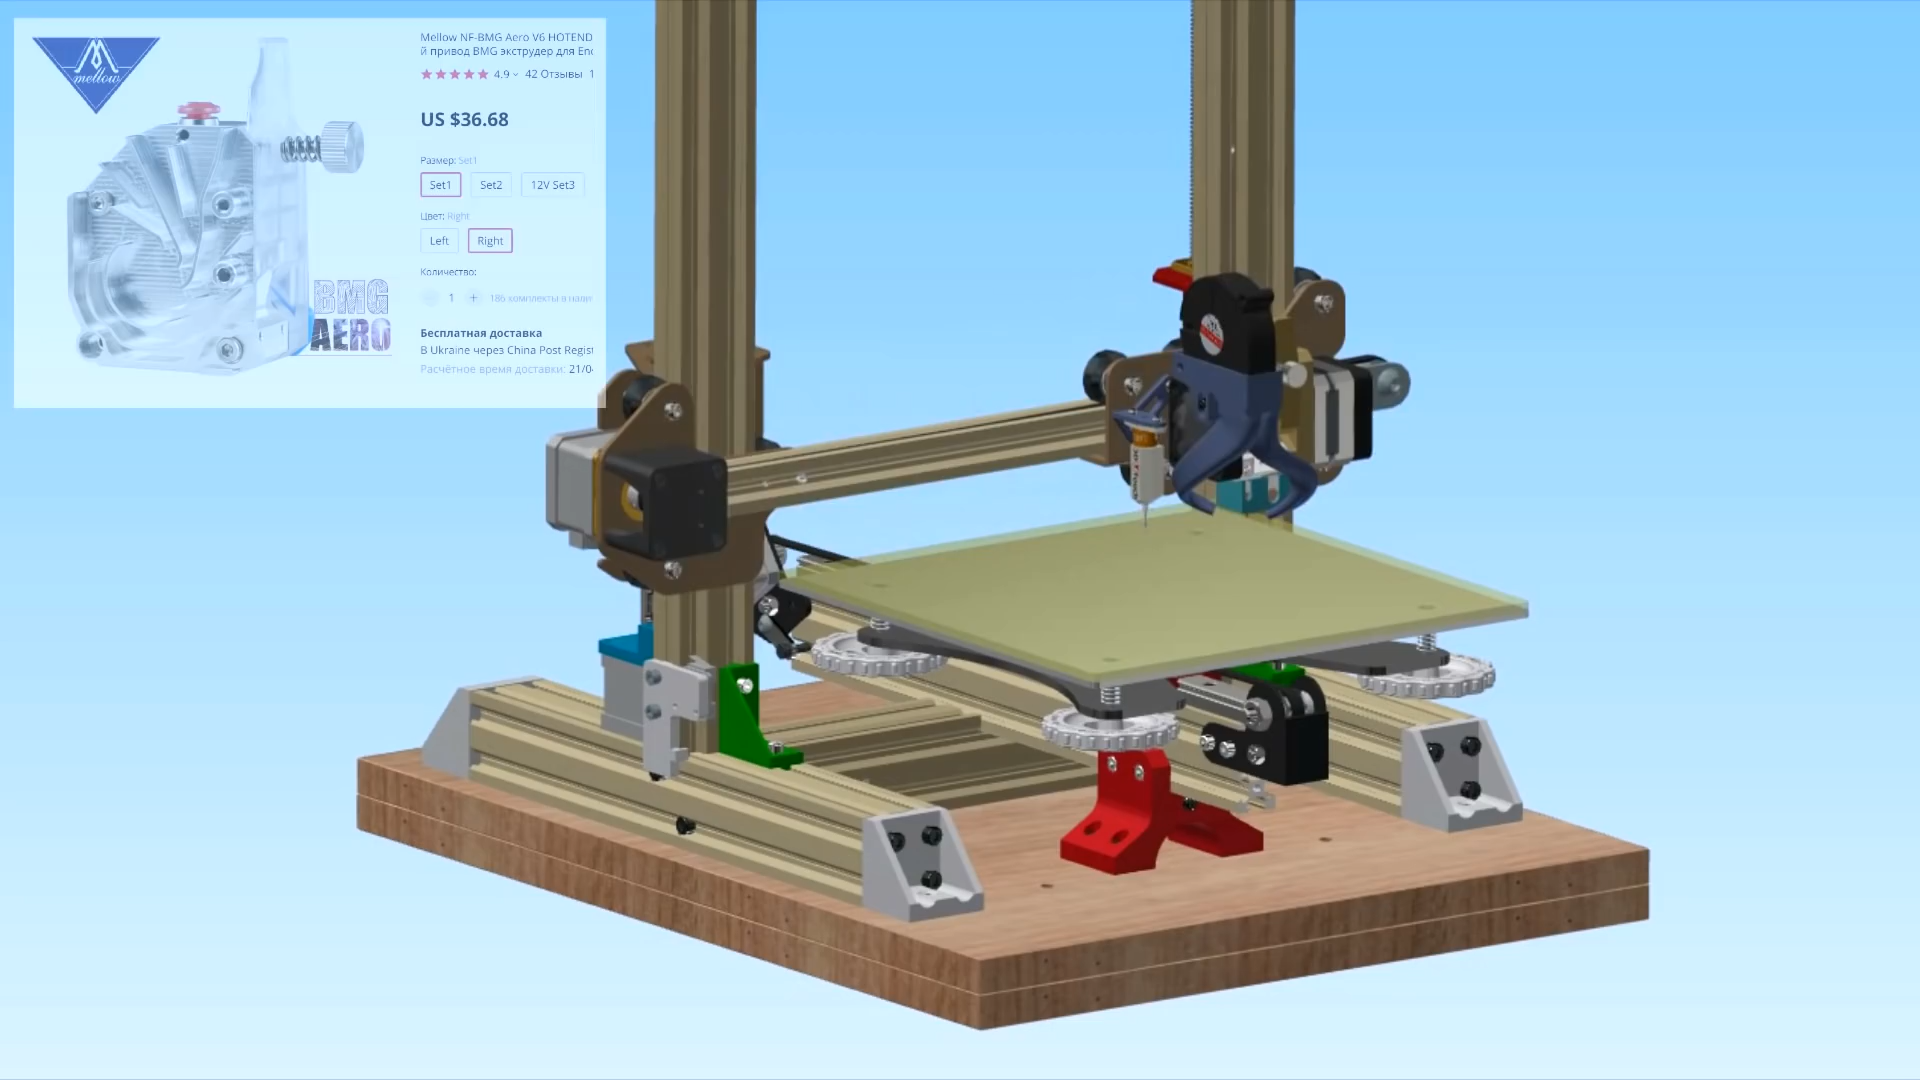 mellow
BMG
AERO
Mellow NF-BMG Aero V6 HOTEND
й привод BMG экструдер для
4.9
42 Отзывы
US $36.68
Размер: Set1
Set1
Set2
12V Set3
Цвет: Right
Left
Right
Количество:
1
+
186 комплекты в
Бесплатная доставка
В Ukraine через China Post
Расчётное время доставки: